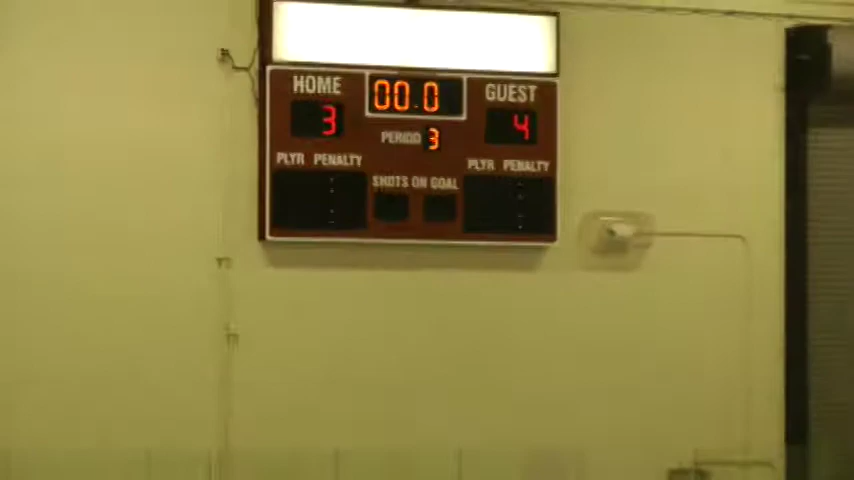 HOME 00.0 GUEST
3 PERIOD 3 4
PLYR PENALTY SHOTS ON GOAL PLYR PENALTY